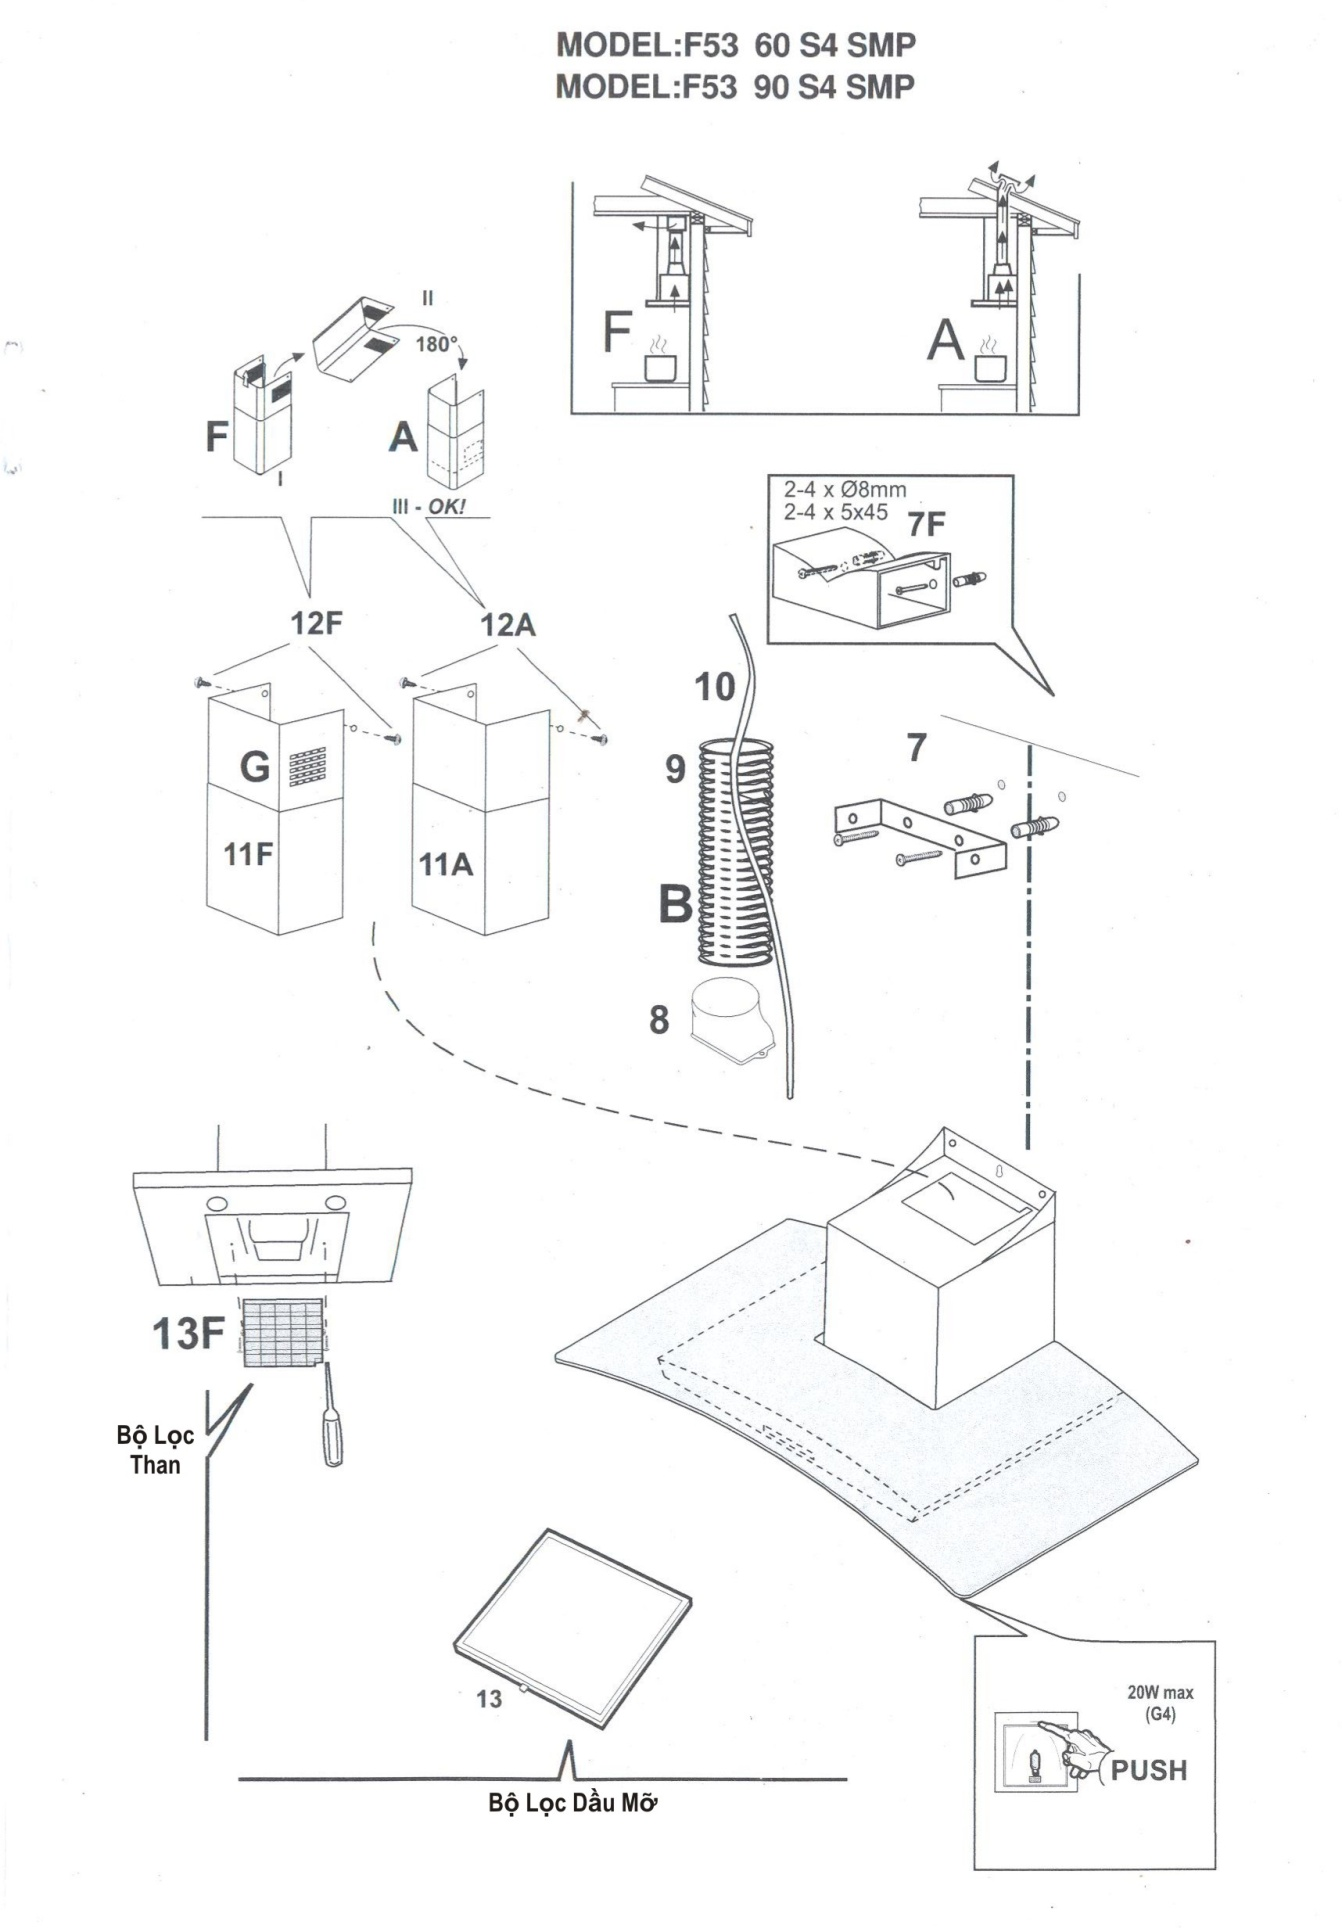 MODEL:F53 60 S4 SMP
MODEL:F53 90 S4 SMP
F
A
II
180°
F
A
I
III - OK!
2-4 x Ø8mm
2-4 x 5x45
7F
12F
12A
10
9
7
G
11F
11A
B
8
13F
Bộ Lọc
Than
13
Bộ Lọc Dầu Mỡ
20W max
(G4)
PUSH